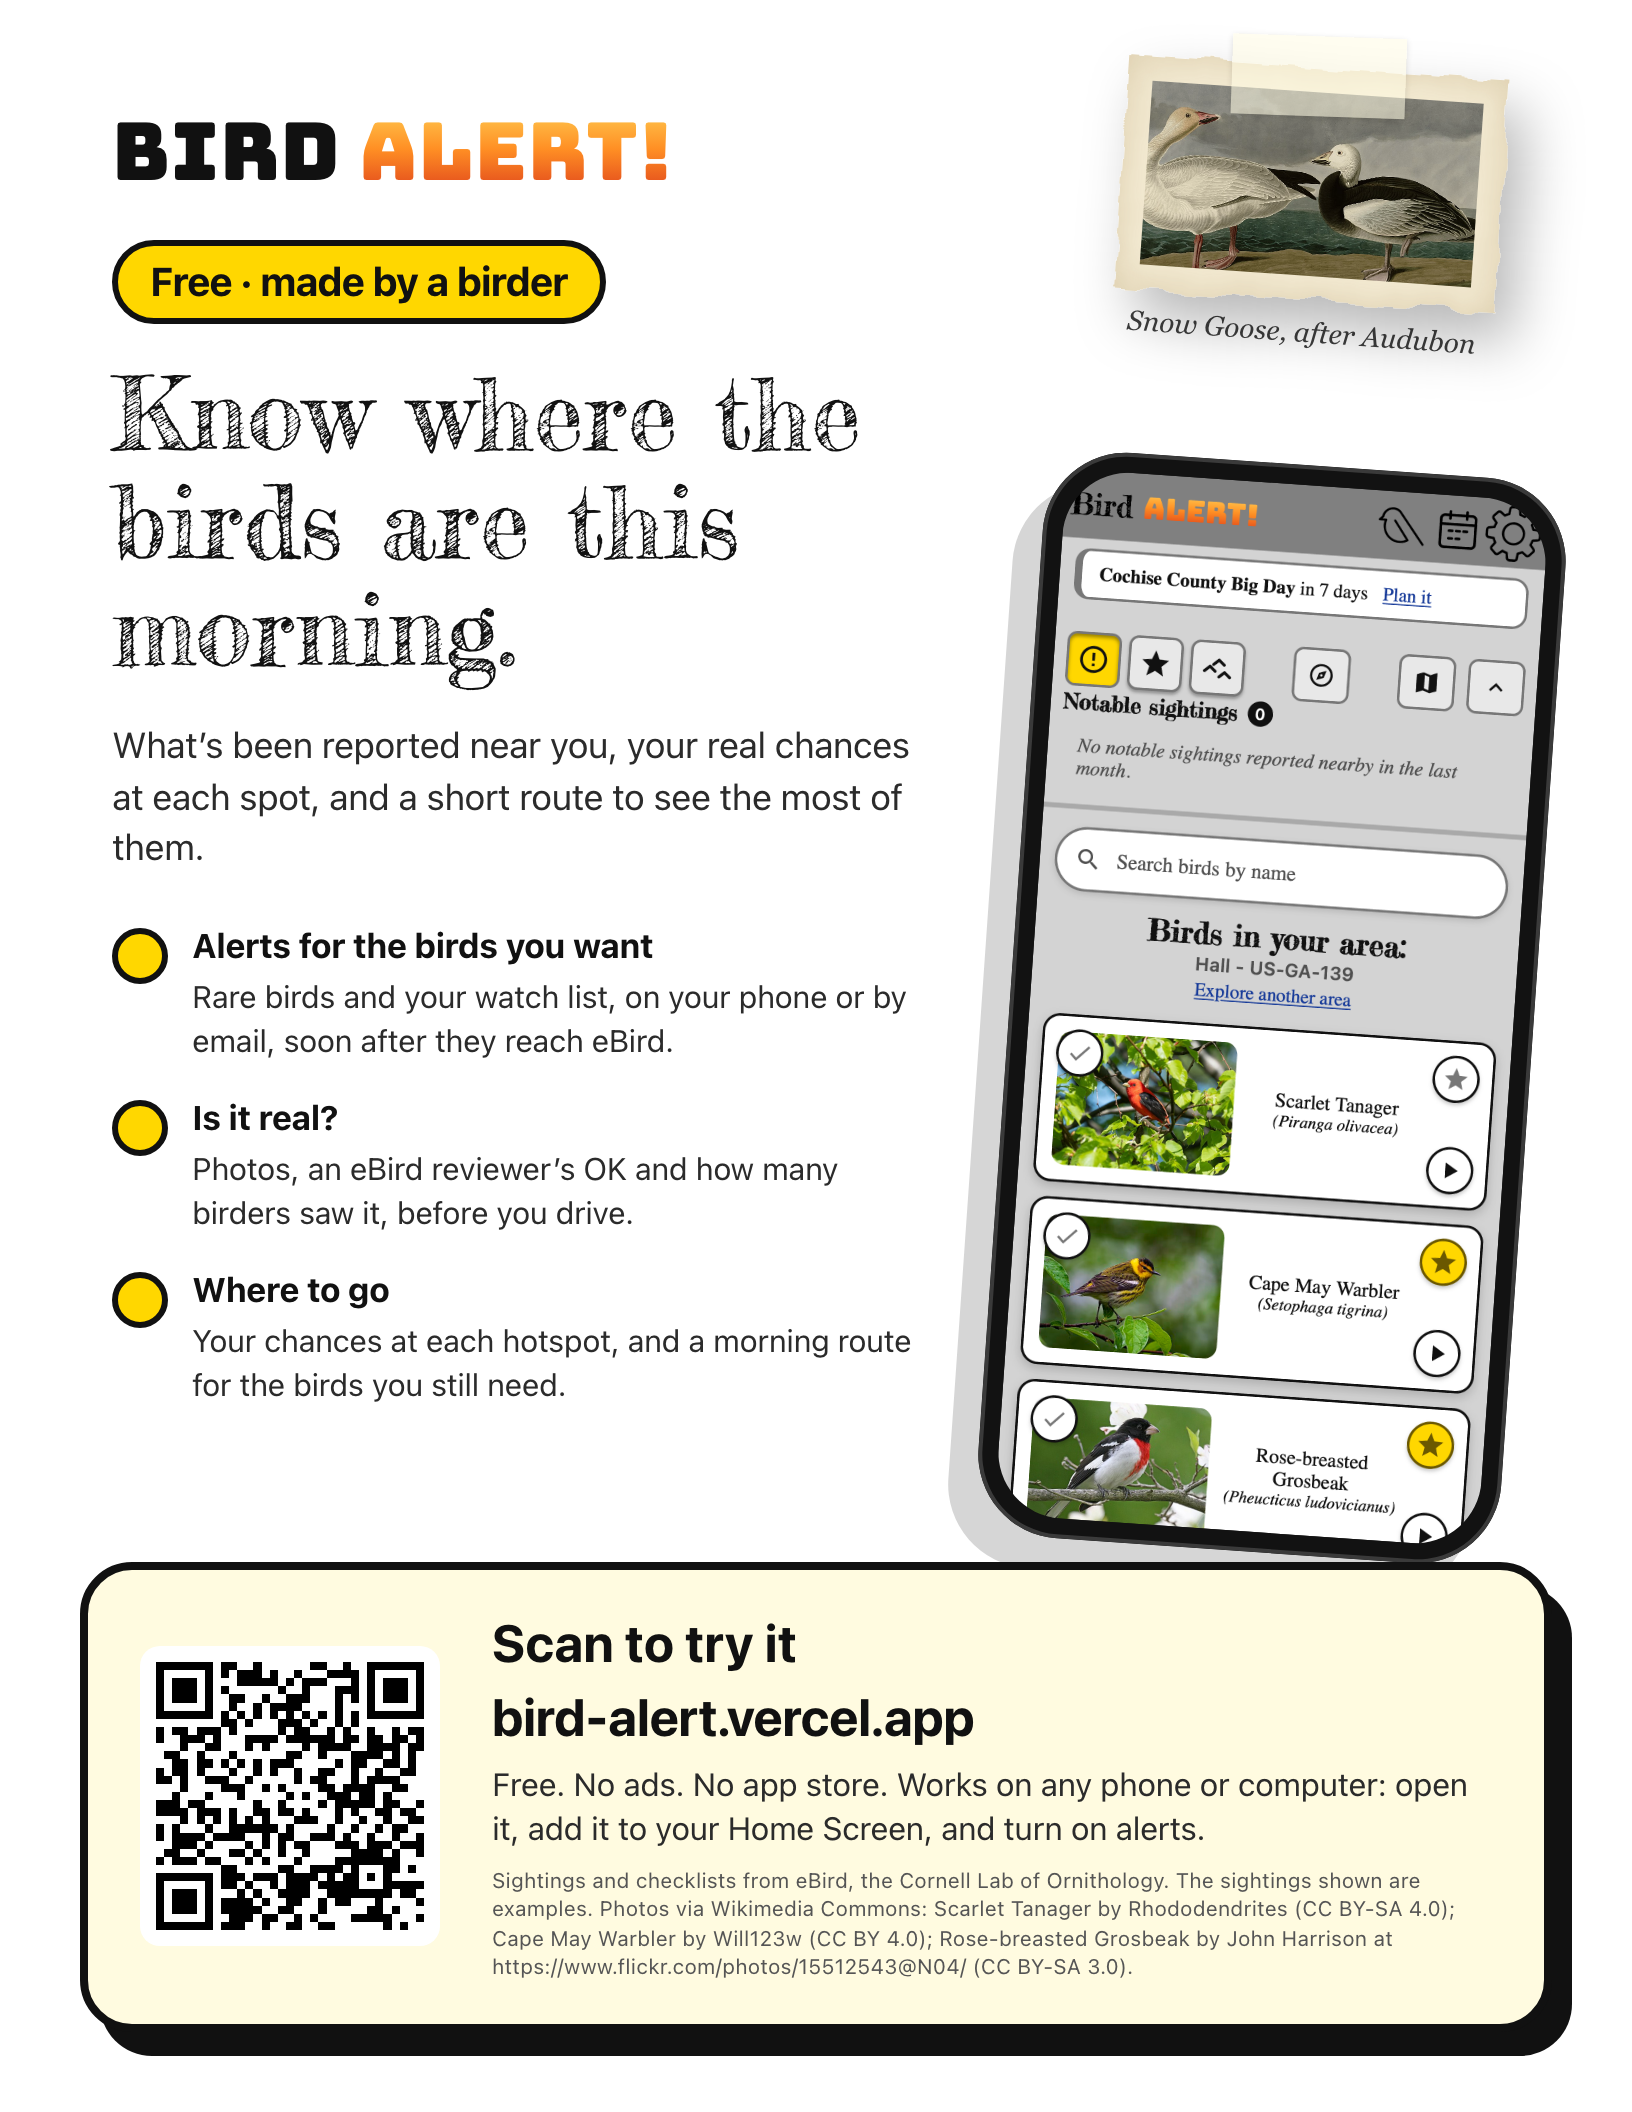 BIRD ALERT!
Free · made by a birder
Snow Goose, after Audubon
Know where the
birds are this
morning.
What’s been reported near you, your real chances
at each spot, and a short route to see the most of
them.
Alerts for the birds you want
Rare birds and your watch list, on your phone or by
email, soon after they reach eBird.
Is it real?
Photos, an eBird reviewer’s OK and how many
birders saw it, before you drive.
Where to go
Your chances at each hotspot, and a morning route
for the birds you still need.
Bird ALERT!
Cochise County Big Day in 7 days Plan it
Notable sightings 0
No notable sightings reported nearby in the last
month.
Search birds by name
Birds in your area:
Hall - US-GA-139
Explore another area
Scarlet Tanager
(Piranga olivacea)
Cape May Warbler
(Setophaga tigrina)
Rose-breasted
Grosbeak
(Pheucticus ludovicianus)
Scan to try it
bird-alert.vercel.app
Free. No ads. No app store. Works on any phone or computer: open
it, add it to your Home Screen, and turn on alerts.
Sightings and checklists from eBird, the Cornell Lab of Ornithology. The sightings shown are
examples. Photos via Wikimedia Commons: Scarlet Tanager by Rhododendrites (CC BY-SA 4.0);
Cape May Warbler by Will123w (CC BY 4.0); Rose-breasted Grosbeak by John Harrison at
https://www.flickr.com/photos/15512543@N04/ (CC BY-SA 3.0).